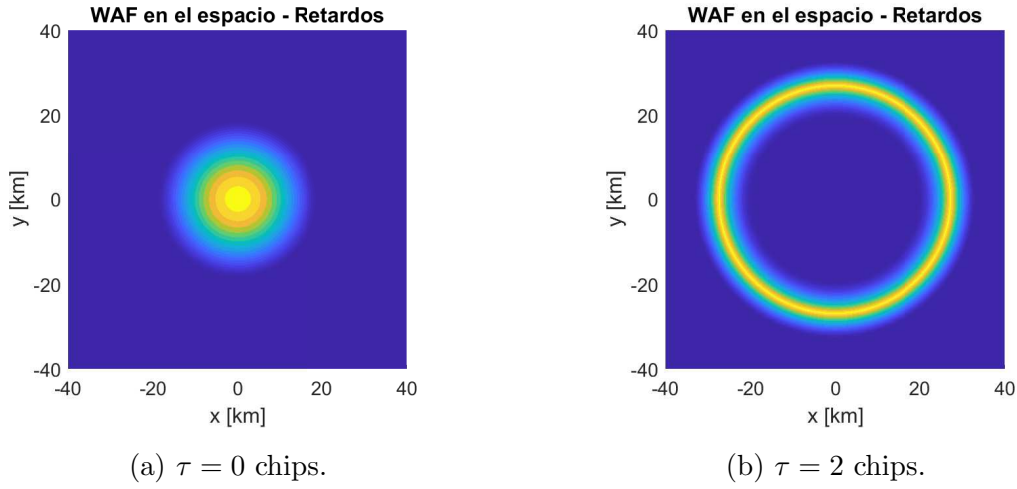 WAF en el espacio - Retardos
40
20
0
-20
-40
y [km]
-40 -20 0 20 40
x [km]
(a) τ = 0 chips.
WAF en el espacio - Retardos
40
20
0
-20
-40
y [km]
-40 -20 0 20 40
x [km]
(b) τ = 2 chips.